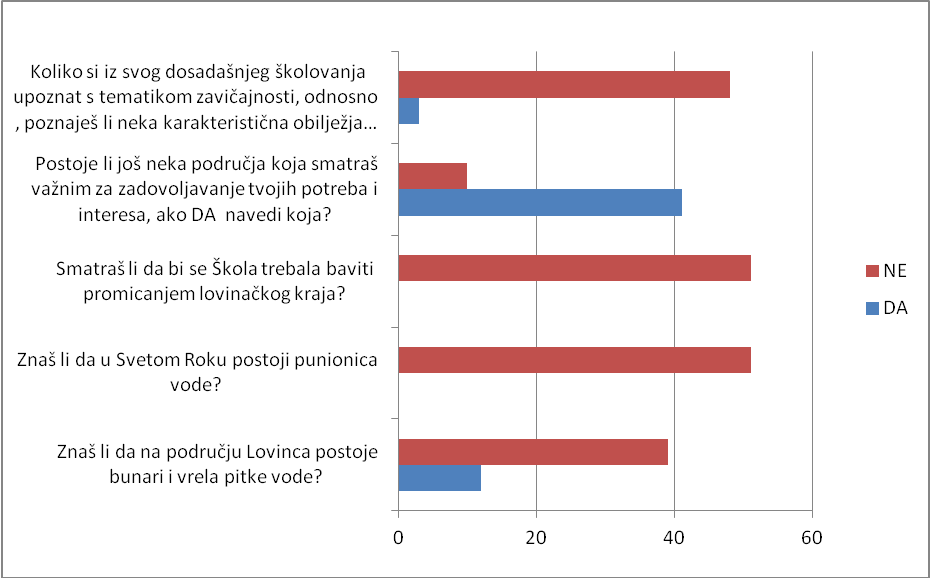 Koliko si iz svog dosadašnjeg školovanja
upoznat s tematikom zavičajnosti, odnosno
, poznaješ li neka karakteristična obilježja...
Postoje li još neka područja koja smatraš
važnim za zadovoljavanje tvojih potreba i
interesa, ako DA navedi koja?
Smatraš li da bi se Škola trebala baviti
promicanjem lovinačkog kraja?
Znaš li da u Svetom Roku postoji punionica
vode?
Znaš li da na području Lovinca postoje
bunari i vrela pitke vode?
0 20 40 60
NE
DA